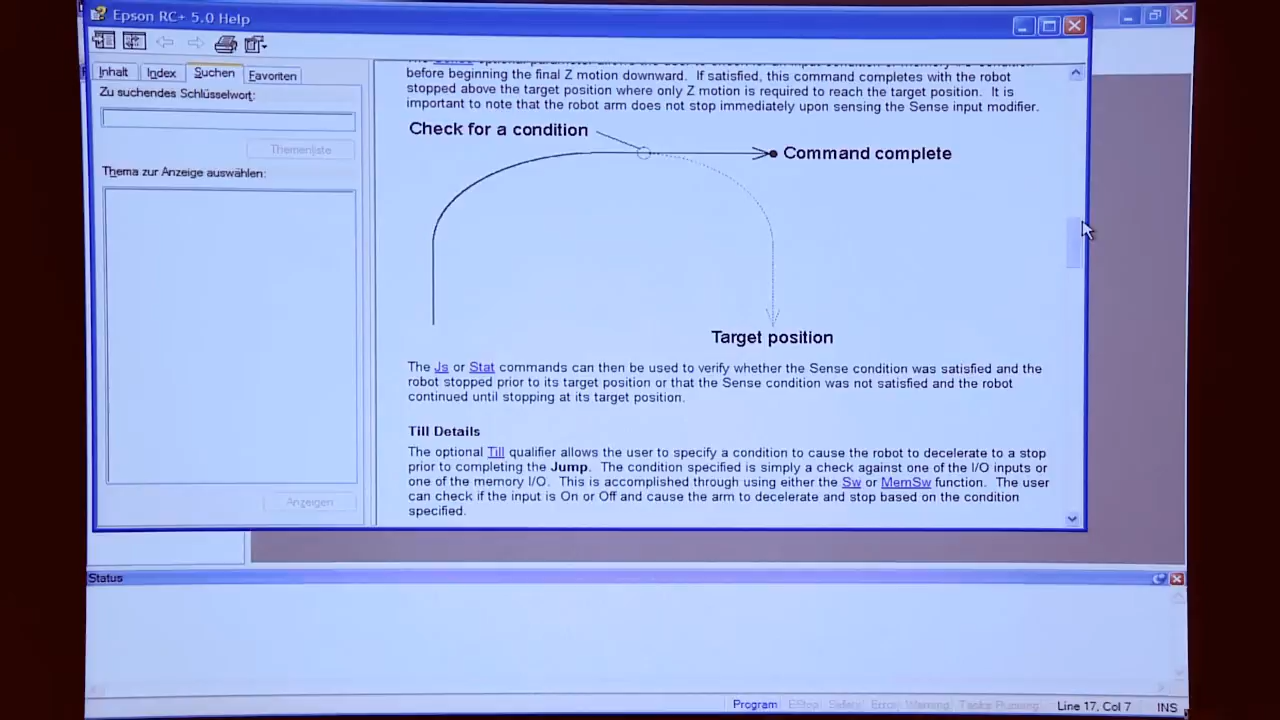 Epson RC+ 5.0 Help
Inhalt Index Suchen Favoriten
Zu suchendes Schlüsselwort:
Themenliste
Thema zur Anzeige auswählen:
Anzeigen
before beginning the final Z motion downward. If satisfied, this command completes with the robot
stopped above the target position where only Z motion is required to reach the target position. It is
important to note that the robot arm does not stop immediately upon sensing the Sense input modifier.
Check for a condition
Command complete
Target position
The Js or Stat commands can then be used to verify whether the Sense condition was satisfied and the
robot stopped prior to its target position or that the Sense condition was not satisfied and the robot
continued until stopping at its target position.
Till Details
The optional Till qualifier allows the user to specify a condition to cause the robot to decelerate to a stop
prior to completing the Jump. The condition specified is simply a check against one of the I/O inputs or
one of the memory I/O. This is accomplished through using either the Sw or MemSw function. The user
can check if the input is On or Off and cause the arm to decelerate and stop based on the condition
specified.
Status
Program EStop Safety Error Warning Tasks Running Line 17, Col 7 INS